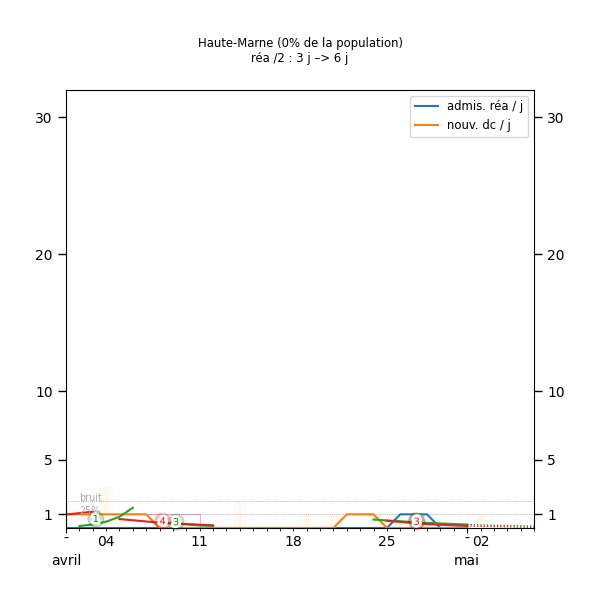 Haute-Marne (0% de la population)
réa /2 : 3 j –> 6 j
admis. réa / j
nouv. dc / j
30 30
20 20
10 10
5 5
bruit
25%
1 1
1 4 3 3
- 04 11 18 25 - 02
avril mai